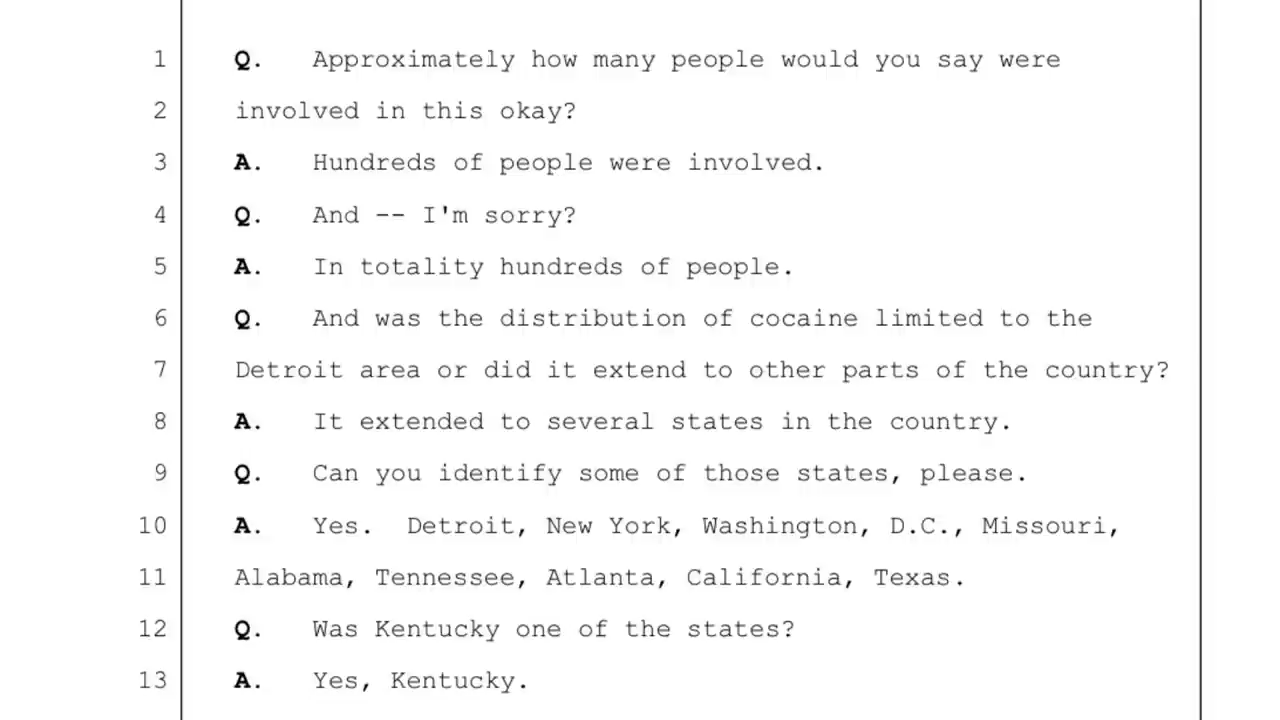 1 Q. Approximately how many people would you say were
2 involved in this okay?
3 A. Hundreds of people were involved.
4 Q. And -- I'm sorry?
5 A. In totality hundreds of people.
6 Q. And was the distribution of cocaine limited to the
7 Detroit area or did it extend to other parts of the country?
8 A. It extended to several states in the country.
9 Q. Can you identify some of those states, please.
10 A. Yes. Detroit, New York, Washington, D.C., Missouri,
11 Alabama, Tennessee, Atlanta, California, Texas.
12 Q. Was Kentucky one of the states?
13 A. Yes, Kentucky.